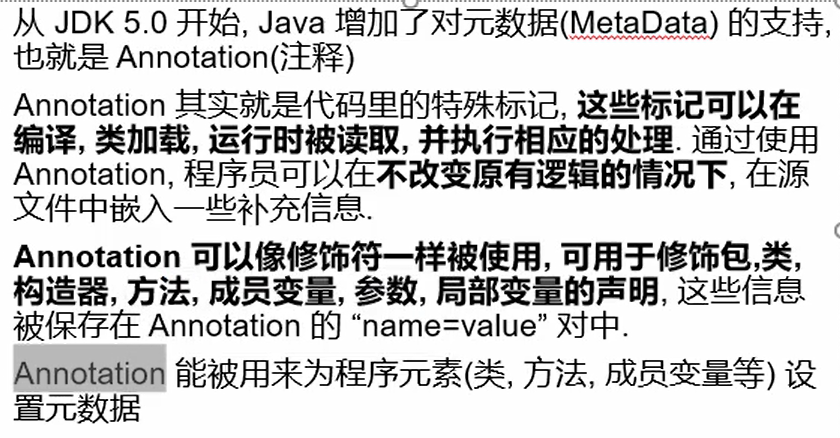 从 JDK 5.0 开始, Java 增加了对元数据(MetaData) 的支持,
也就是 Annotation(注释)
Annotation 其实就是代码里的特殊标记, 这些标记可以在
编译, 类加载, 运行时被读取, 并执行相应的处理. 通过使用
Annotation, 程序员可以在不改变原有逻辑的情况下, 在源
文件中嵌入一些补充信息.
Annotation 可以像修饰符一样被使用, 可用于修饰包,类,
构造器, 方法, 成员变量, 参数, 局部变量的声明, 这些信息
被保存在 Annotation 的 “name=value” 对中.
Annotation 能被用来为程序元素(类, 方法, 成员变量等) 设
置元数据